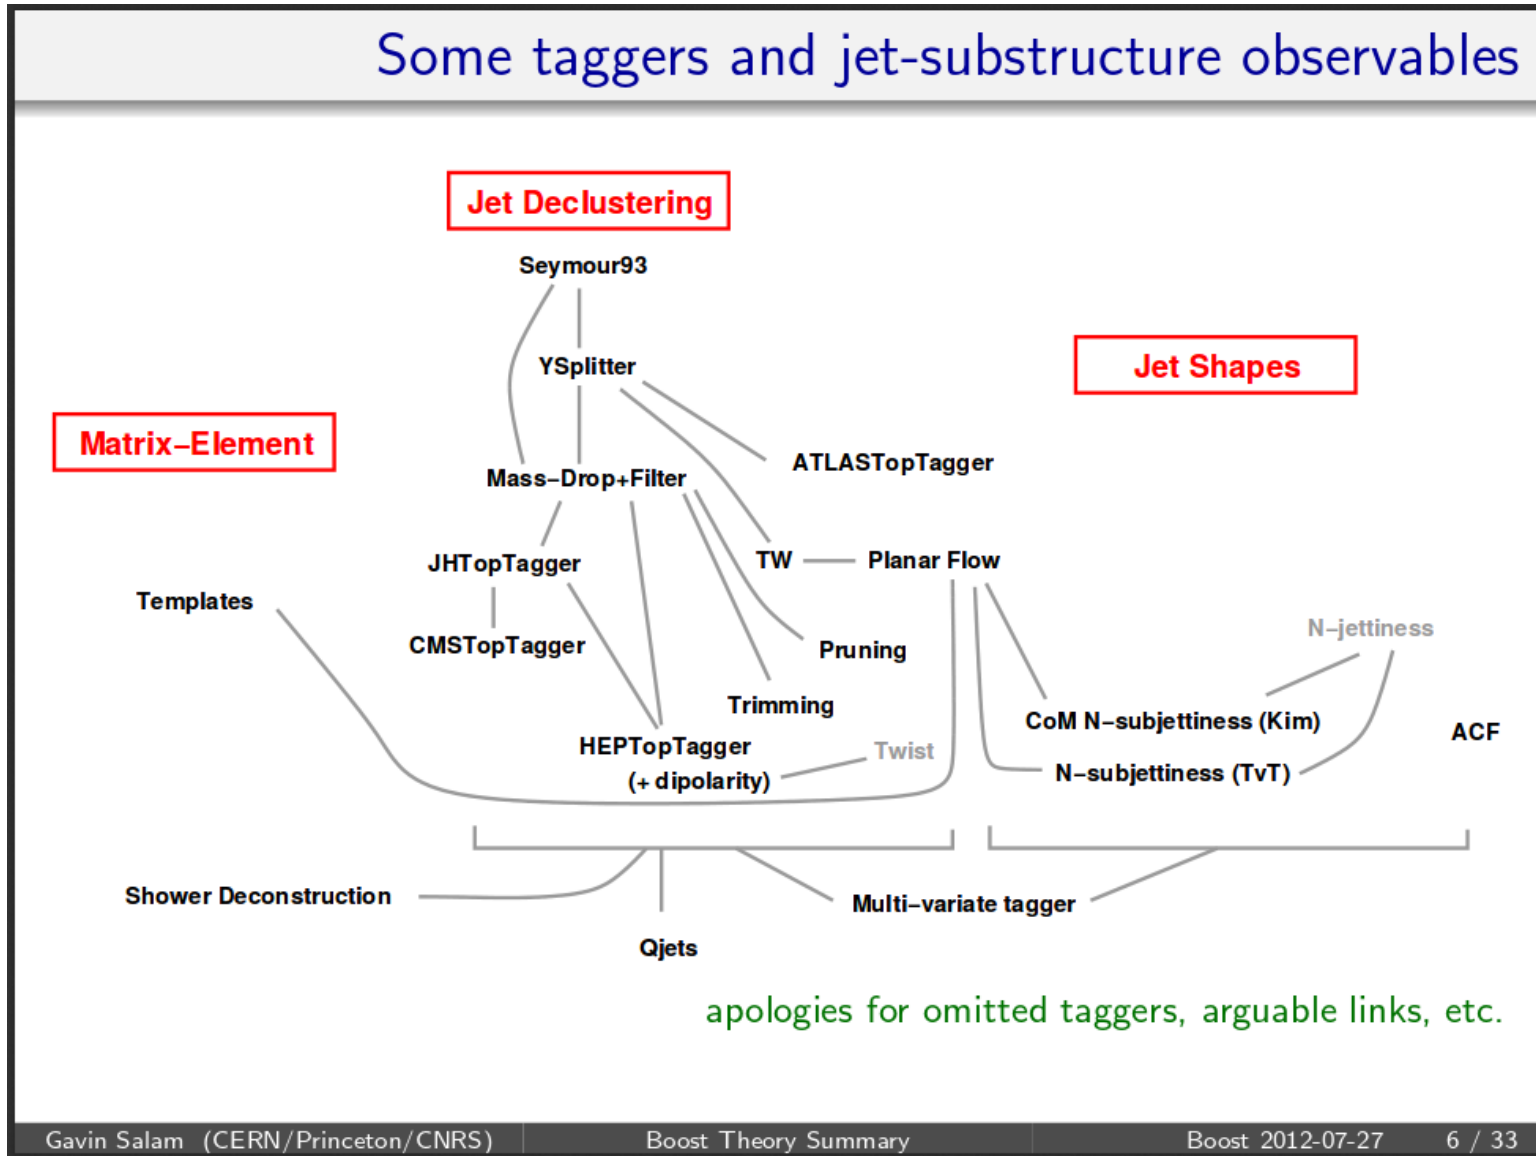 Some taggers and jet-substructure observables
Jet Declustering
Seymour93
YSplitter
Jet Shapes
Matrix–Element
ATLASTopTagger
Mass–Drop+Filter
JHTopTagger
TW
Planar Flow
Templates
CMSTopTagger
Pruning
N–jettiness
Trimming
CoM N–subjettiness (Kim)
ACF
HEPTopTagger
(+ dipolarity)
Twist
N–subjettiness (TvT)
Shower Deconstruction
Multi–variate tagger
Qjets
apologies for omitted taggers, arguable links, etc.
Gavin Salam (CERN/Princeton/CNRS)
Boost Theory Summary
Boost 2012-07-27
6 / 33